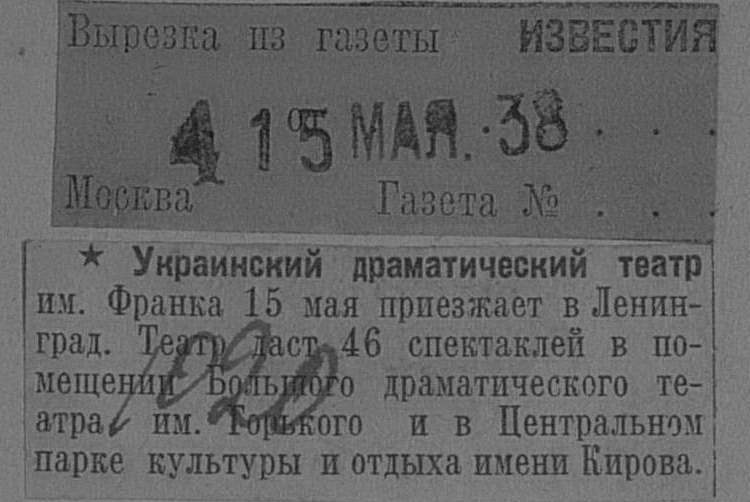 Вырезка из газеты ИЗВЕСТИЯ
от
4 15 МАЯ. 38 . . .
Москва Газета № . . .
★ Украинский драматический театр
им. Франка 15 мая приезжает в Ленин-
град. Театр даст 46 спектаклей в по-
мещении Большого драматического те-
атра им. Горького и в Центральном
парке культуры и отдыха имени Кирова.